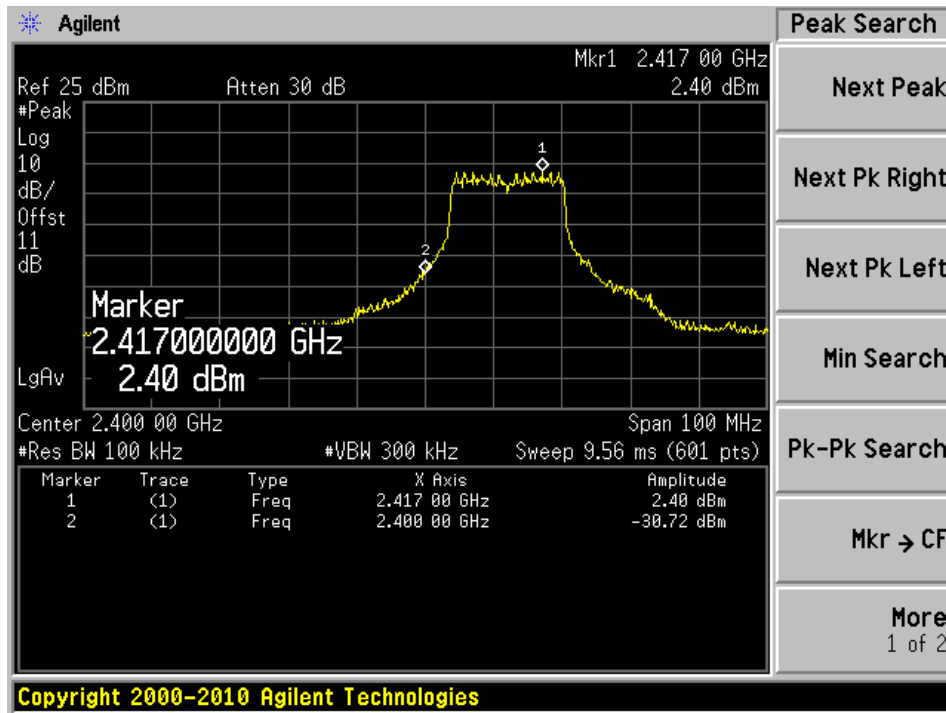 Agilent
Peak Search
Mkr1 2.417 00 GHz
Ref 25 dBm Atten 30 dB 2.40 dBm
#Peak
Log
10
dB/
Offst
11
dB
LgAv
1
2
Marker
2.417000000 GHz
2.40 dBm
Center 2.400 00 GHz Span 100 MHz
#Res BW 100 kHz #VBW 300 kHz Sweep 9.56 ms (601 pts)
Marker Trace Type X Axis Amplitude
1 (1) Freq 2.417 00 GHz 2.40 dBm
2 (1) Freq 2.400 00 GHz -30.72 dBm
Next Peak
Next Pk Right
Next Pk Left
Min Search
Pk-Pk Search
Mkr → CF
More
1 of 2
Copyright 2000-2010 Agilent Technologies